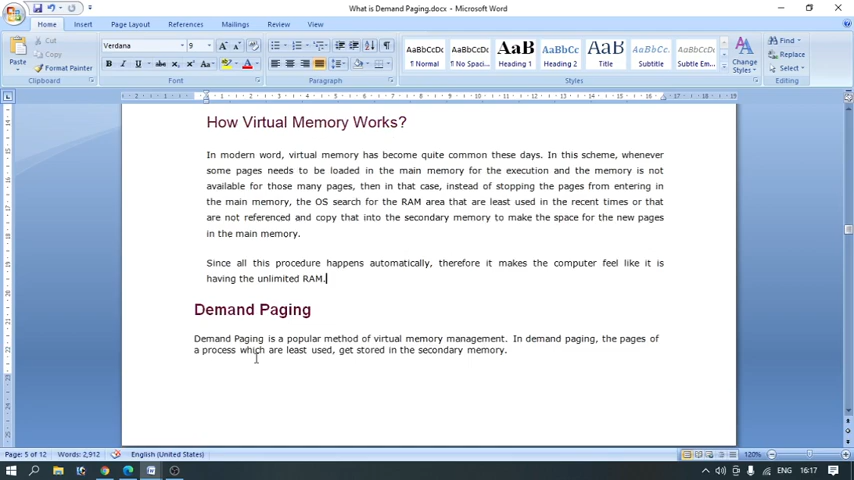 What is Demand Paging.docx - Microsoft Word
Home Insert Page Layout References Mailings Review View
Paste Cut Copy Format Painter Clipboard
Verdana 9 Font
Paragraph
AaBbCcDc AaBbCcDc AaBbC AaBbCc AaBb AaBbCc AaBbCcDc
¶ Normal ¶ No Spaci... Heading 1 Heading 2 Title Subtitle Subtle Em...
Change Styles Styles
Find Replace Select Editing
How Virtual Memory Works?
In modern word, virtual memory has become quite common these days. In this scheme, whenever
some pages needs to be loaded in the main memory for the execution and the memory is not
available for those many pages, then in that case, instead of stopping the pages from entering in
the main memory, the OS search for the RAM area that are least used in the recent times or that
are not referenced and copy that into the secondary memory to make the space for the new pages
in the main memory.
Since all this procedure happens automatically, therefore it makes the computer feel like it is
having the unlimited RAM.
Demand Paging
Demand Paging is a popular method of virtual memory management. In demand paging, the pages of
a process which are least used, get stored in the secondary memory.
Page: 5 of 12 Words: 2,912 English (United States) 120%
ENG 16:17